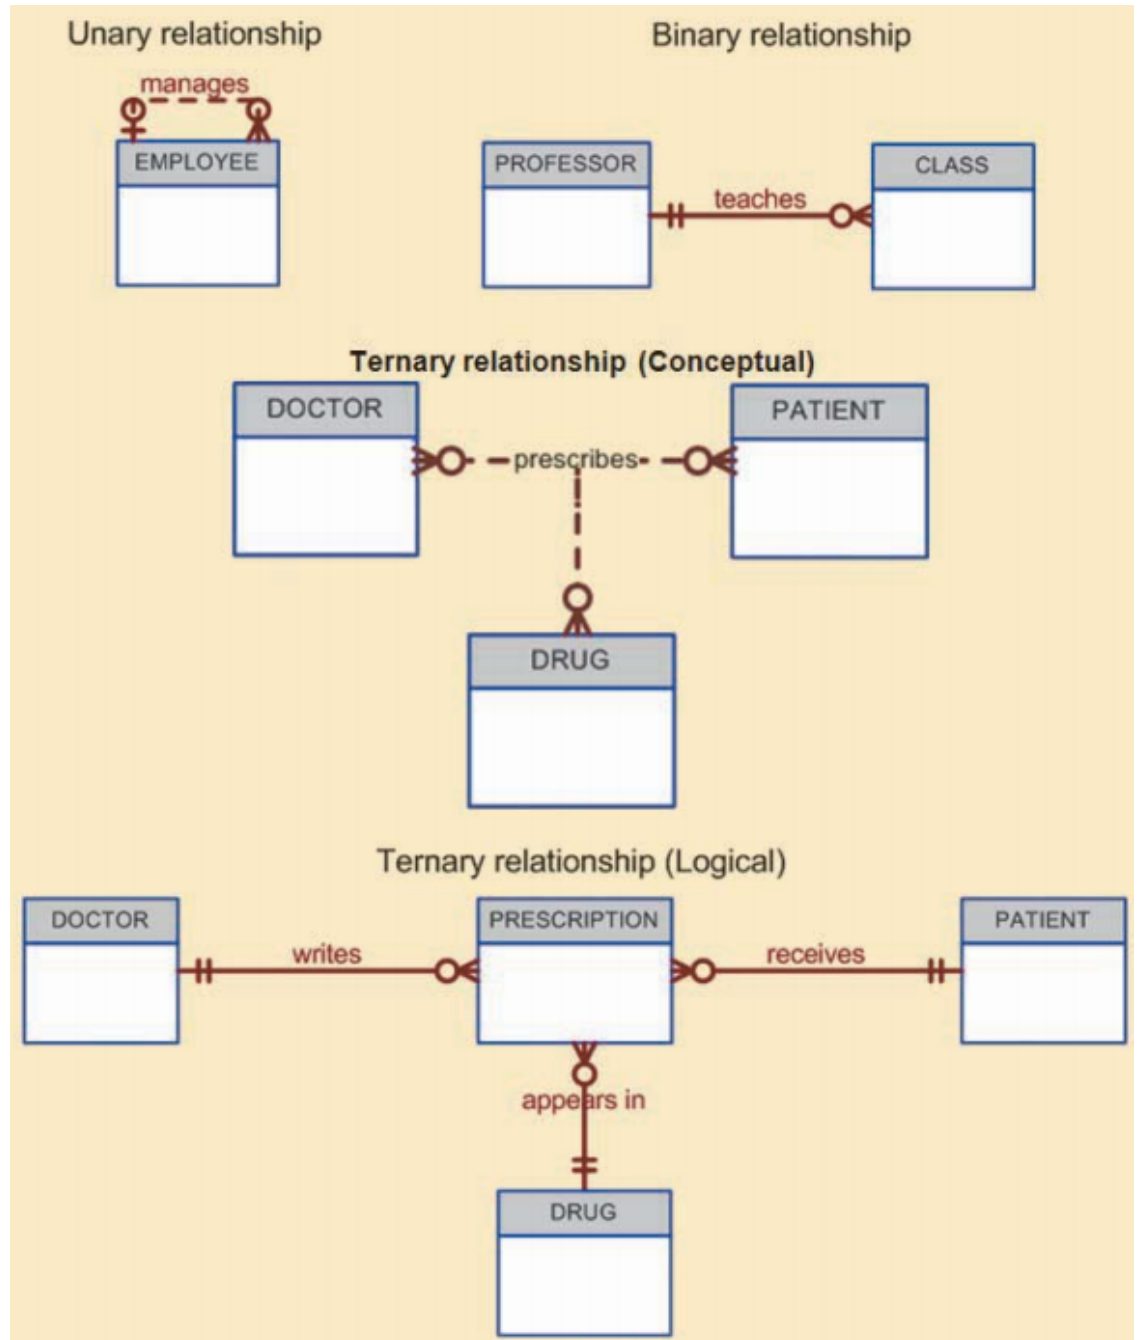 Unary relationship
Binary relationship
manages
EMPLOYEE
PROFESSOR
teaches
CLASS
Ternary relationship (Conceptual)
DOCTOR
prescribes
PATIENT
DRUG
Ternary relationship (Logical)
DOCTOR
writes
PRESCRIPTION
receives
PATIENT
appears in
DRUG